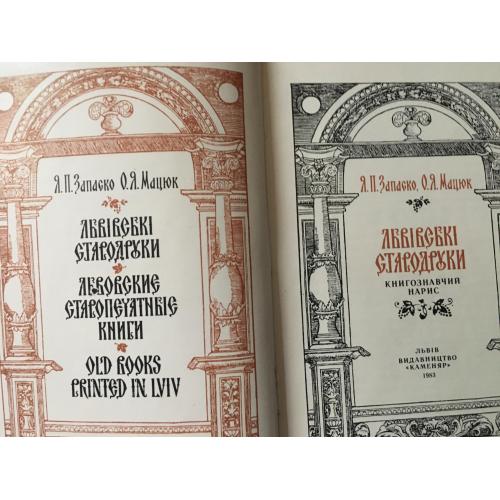 Я.П.Запаско О.Я.Мацюк
Львівські
стародруки
Львовские
старопечатные
книги
OLD BOOKS
PRINTED IN LVIV
Я.П.Запаско, О.Я.Мацюк
Львівські
стародруки
КНИГОЗНАВЧИЙ
НАРИС
ЛЬВІВ
ВИДАВНИЦТВО
«КАМЕНЯР»
1983